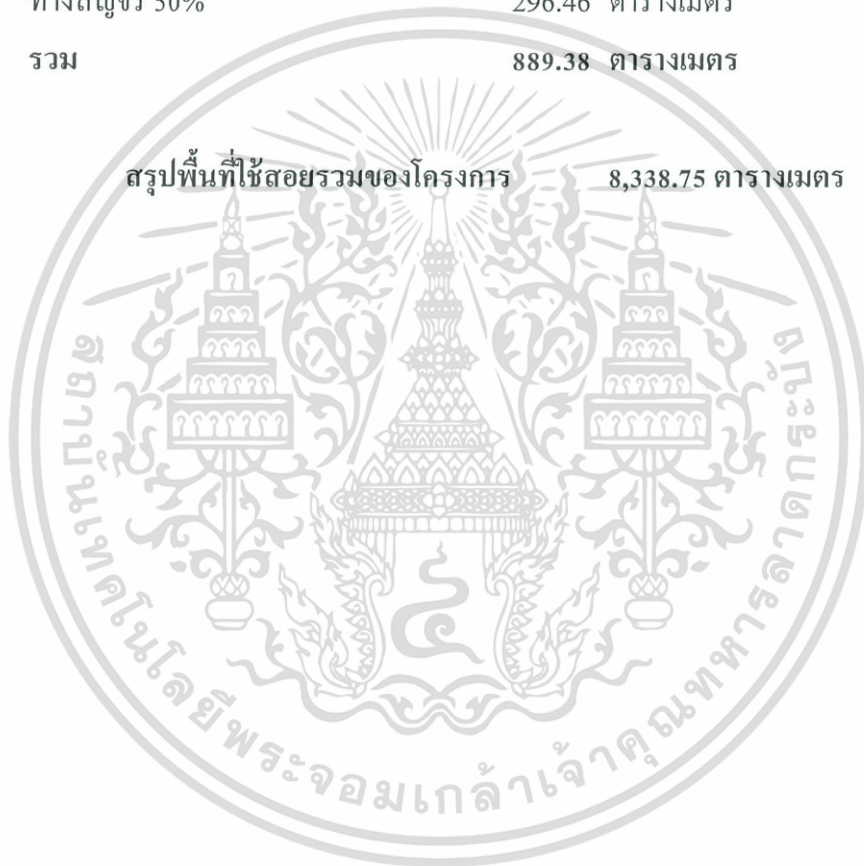 ทางสัญจร 50% 296.46 ตารางเมตร
รวม 889.38 ตารางเมตร
สรุปพื้นที่ใช้สอยรวมของโครงการ 8,338.75 ตารางเมตร
สถาบันเทคโนโลยีพระจอมเกล้าเจ้าคุณทหารลาดกระบัง